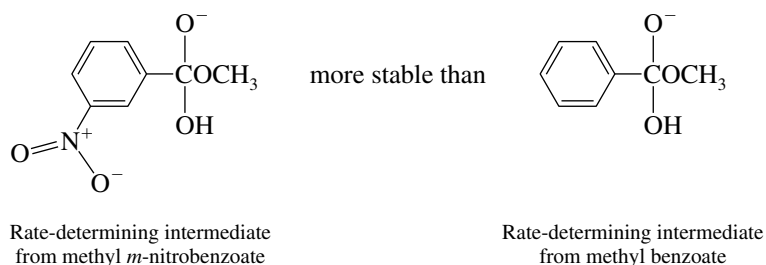 O⁻
COCH₃
OH
N⁺
O
O⁻
more stable than
O⁻
COCH₃
OH
Rate-determining intermediate
from methyl m-nitrobenzoate
Rate-determining intermediate
from methyl benzoate